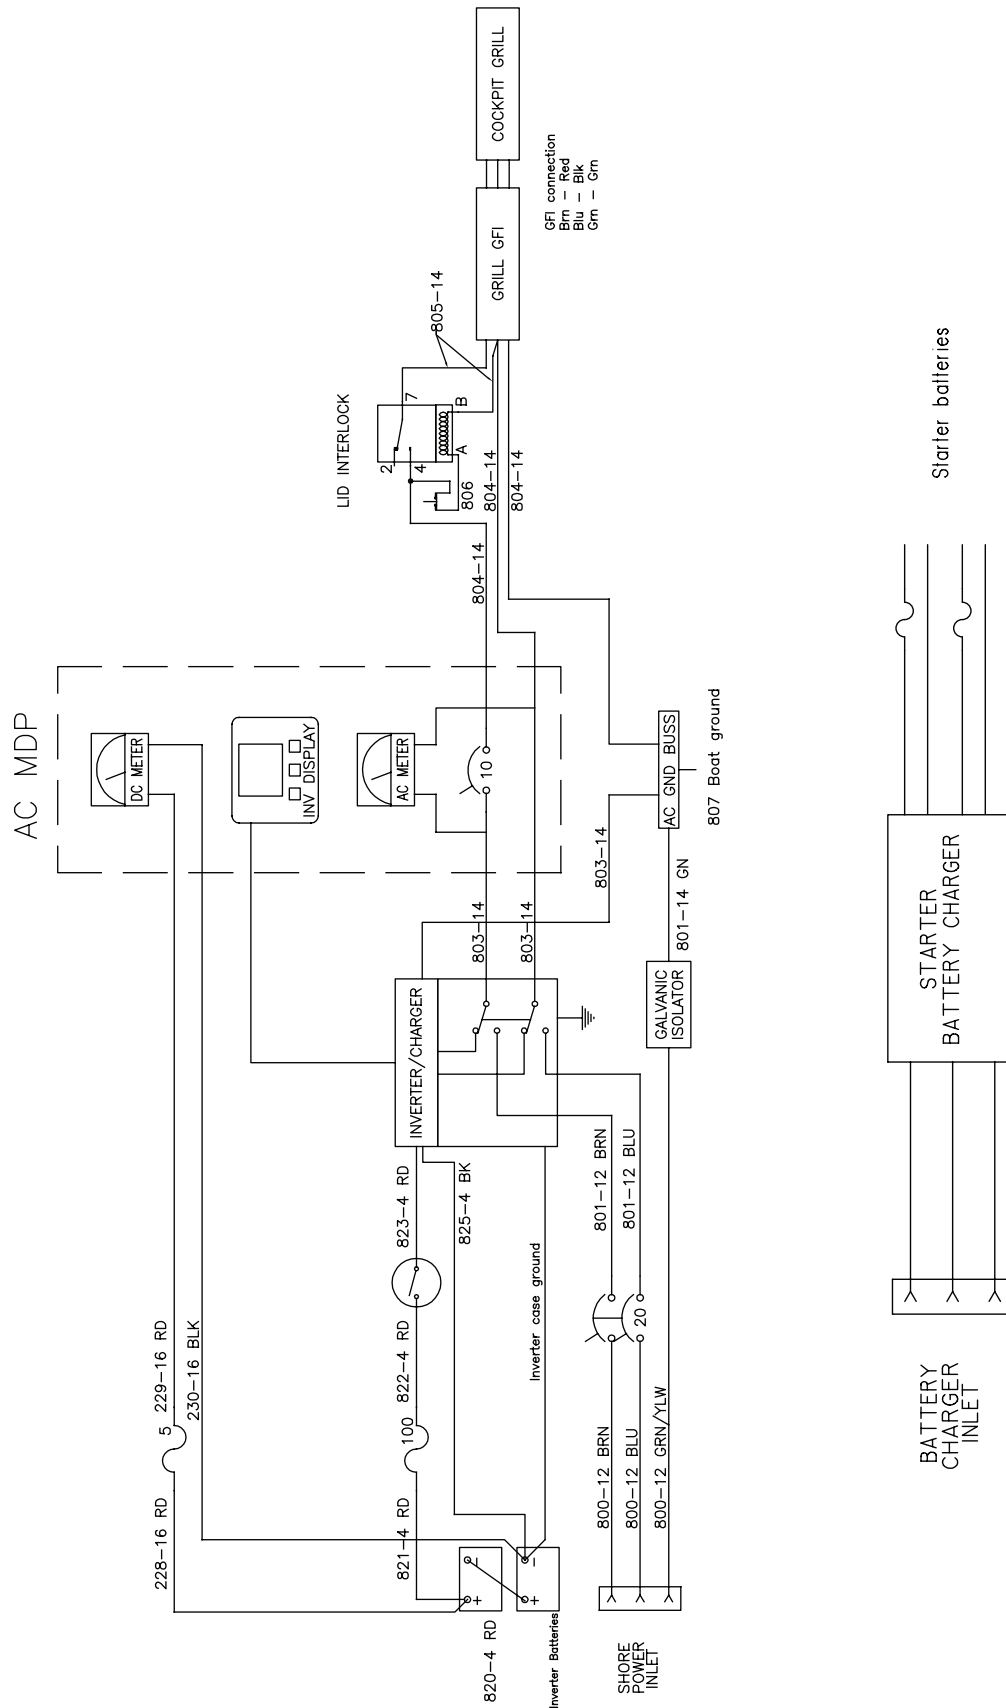 AC MDP
DC METER
INV DISPLAY
AC METER
10
LID INTERLOCK
2
4
7
A
B
806
805-14
804-14
804-14
804-14
GRILL GFI
COCKPIT GRILL
GFI connection
Brn - Red
Blu - Blk
Grn - Grn
228-16 RD
5
229-16 RD
230-16 BLK
821-4 RD
100
822-4 RD
823-4 RD
825-4 BK
INVERTER/CHARGER
803-14
803-14
803-14
820-4 RD
+
-
+
-
Inverter Batteries
Inverter case ground
SHORE
POWER
INLET
800-12 BRN
800-12 BLU
800-12 GRN/YLW
20
801-12 BRN
801-12 BLU
GALVANIC
ISOLATOR
801-14 GN
AC GND BUSS
807 Boat ground
BATTERY
CHARGER
INLET
STARTER
BATTERY CHARGER
Starter batteries